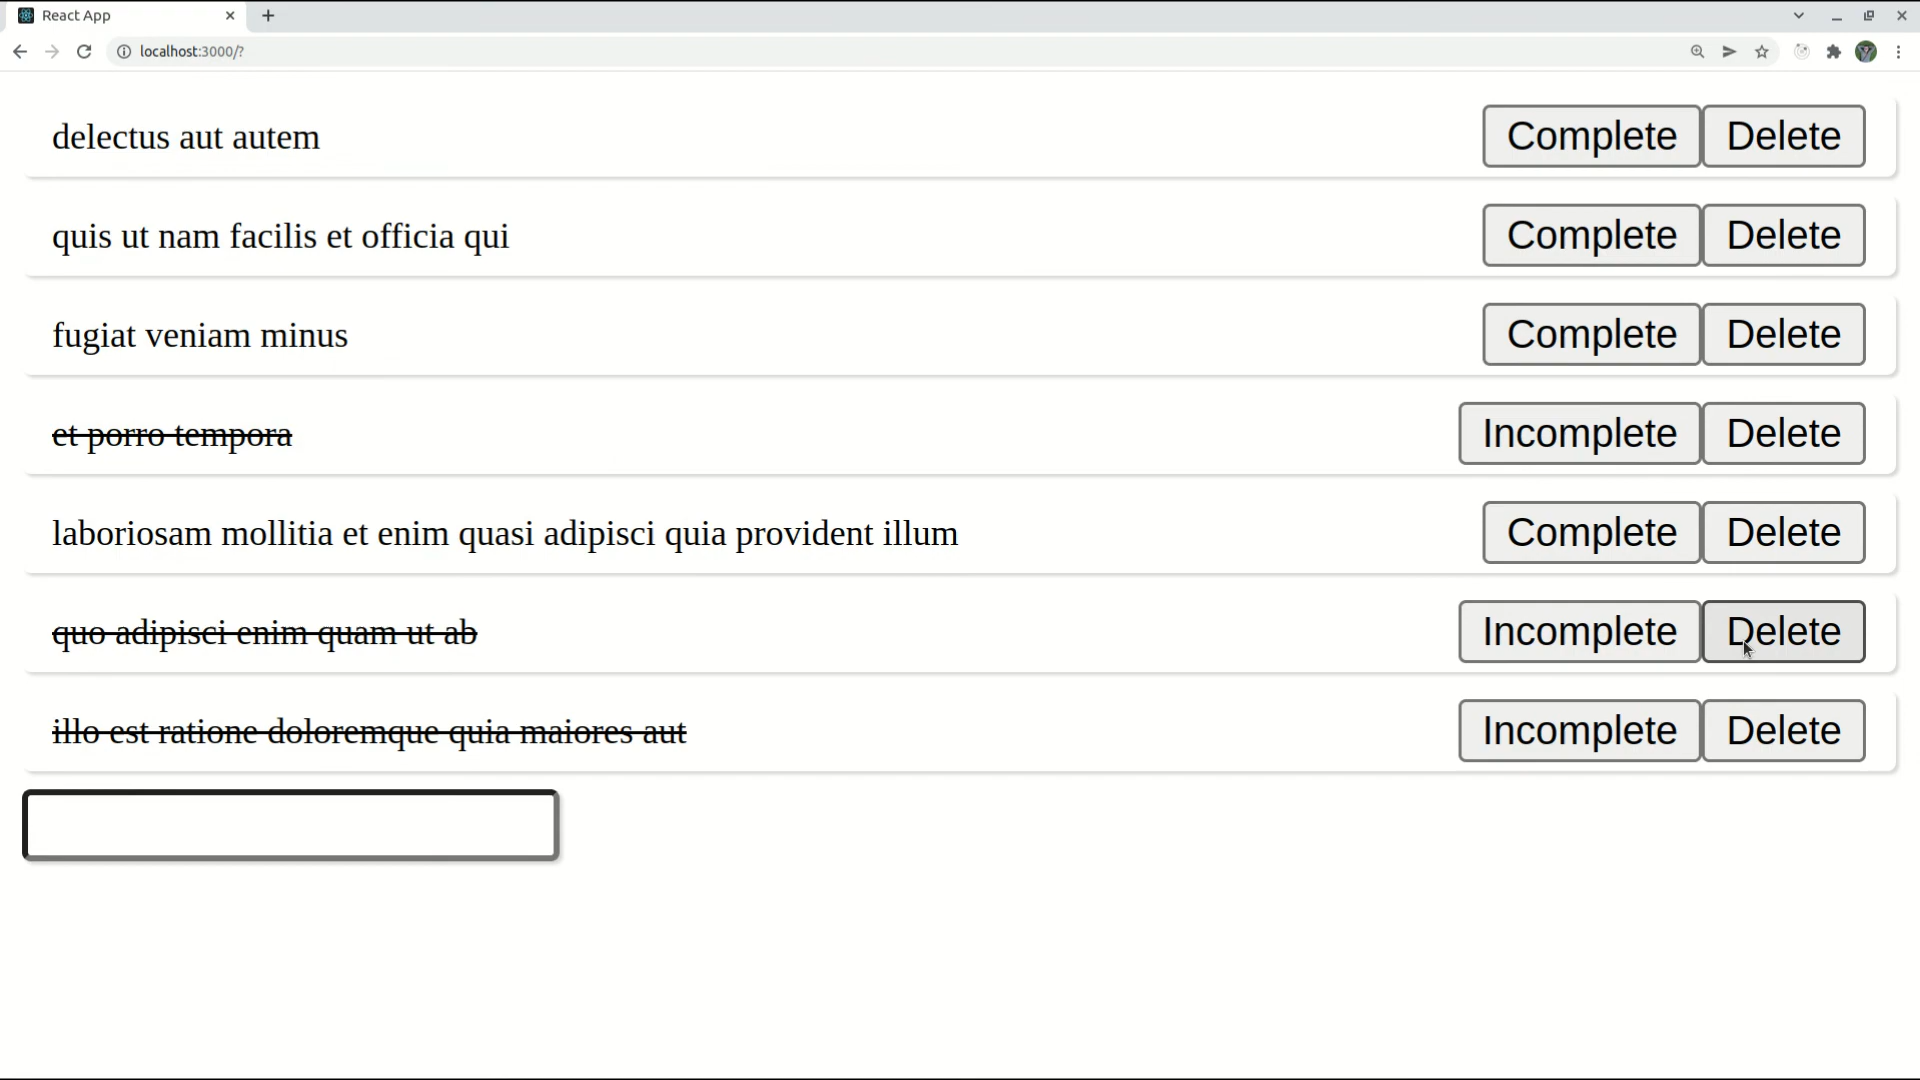 React App
localhost:3000/?
delectus aut autem Complete Delete
quis ut nam facilis et officia qui Complete Delete
fugiat veniam minus Complete Delete
et porro tempora Incomplete Delete
laboriosam mollitia et enim quasi adipisci quia provident illum Complete Delete
quo adipisci enim quam ut ab Incomplete Delete
illo est ratione doloremque quia maiores aut Incomplete Delete